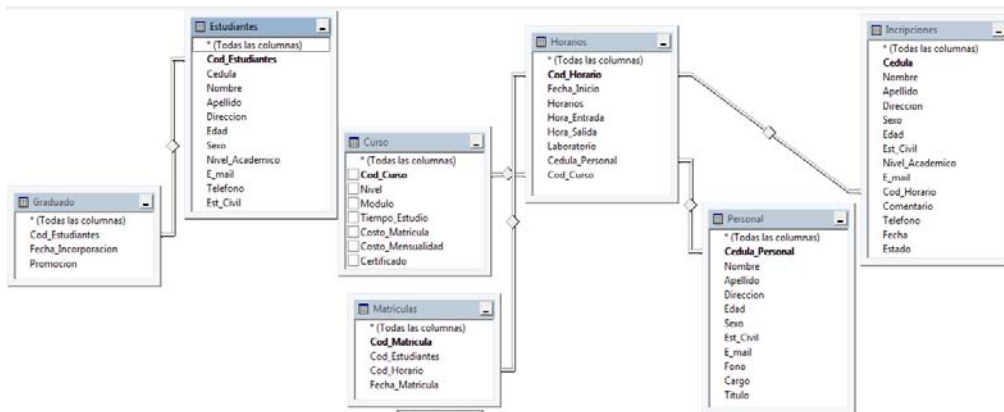 Estudiantes
* (Todas las columnas)
Cod_Estudiantes
Cedula
Nombre
Apellido
Direccion
Edad
Sexo
Nivel_Academico
E_mail
Telefono
Est_Civil
Graduado
* (Todas las columnas)
Cod_Estudiantes
Fecha_Incorporacion
Promocion
Curso
* (Todas las columnas)
Cod_Curso
Nivel
Modulo
Tiempo_Estudio
Costo_Matricula
Costo_Mensualidad
Certificado
Matriculas
* (Todas las columnas)
Cod_Matricula
Cod_Estudiantes
Cod_Horario
Fecha_Matricula
Horarios
* (Todas las columnas)
Cod_Horario
Fecha_Inicio
Horarios
Hora_Entrada
Hora_Salida
Laboratorio
Cedula_Personal
Cod_Curso
Personal
* (Todas las columnas)
Cedula_Personal
Nombre
Apellido
Direccion
Edad
Sexo
Est_Civil
E_mail
Fono
Cargo
Titulo
Incripciones
* (Todas las columnas)
Cedula
Nombre
Apellido
Direccion
Sexo
Edad
Est_Civil
Nivel_Academico
E_mail
Cod_Horario
Comentario
Telefono
Fecha
Estado